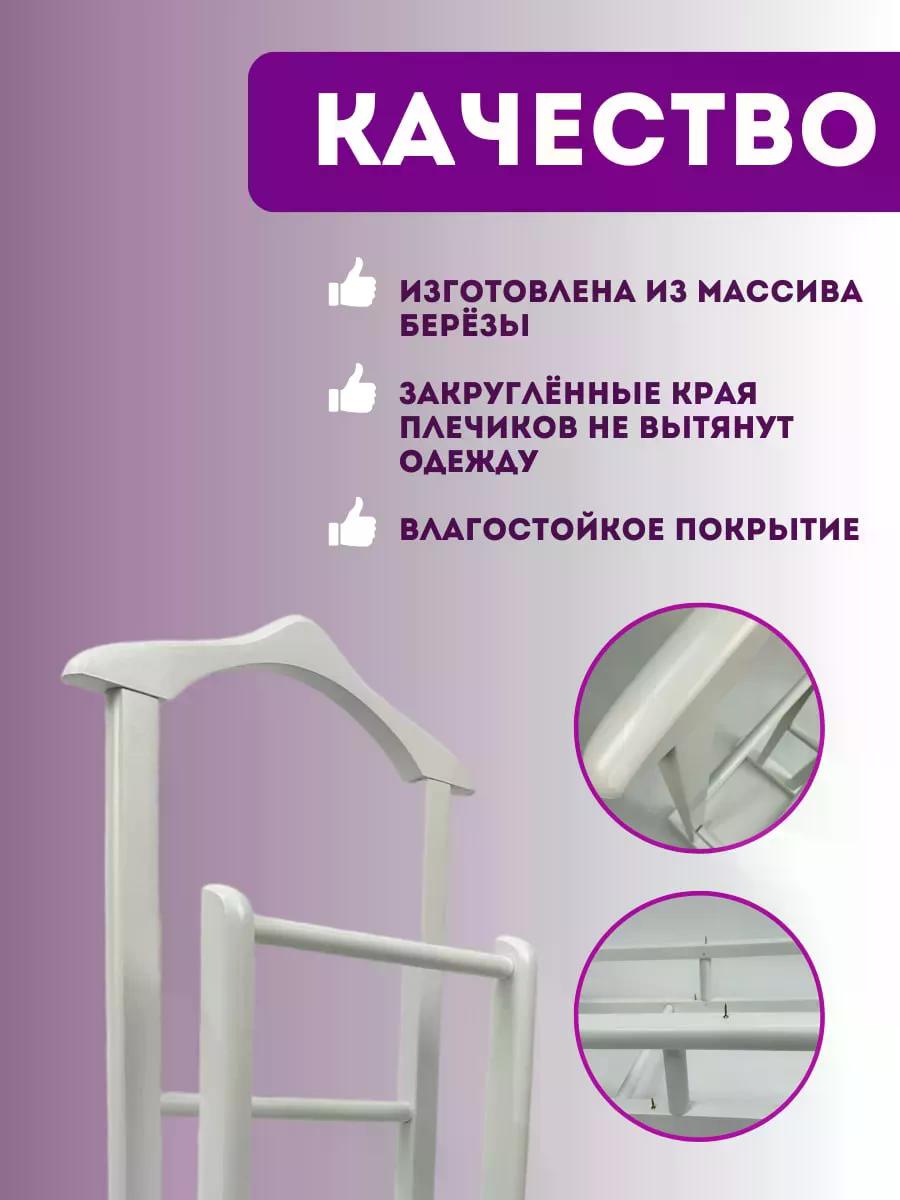 КАЧЕСТВО
ИЗГОТОВЛЕНА ИЗ МАССИВА
БЕРЁЗЫ
ЗАКРУГЛЁННЫЕ КРАЯ
ПЛЕЧИКОВ НЕ ВЫТЯНУТ
ОДЕЖДУ
ВЛАГОСТОЙКОЕ ПОКРЫТИЕ